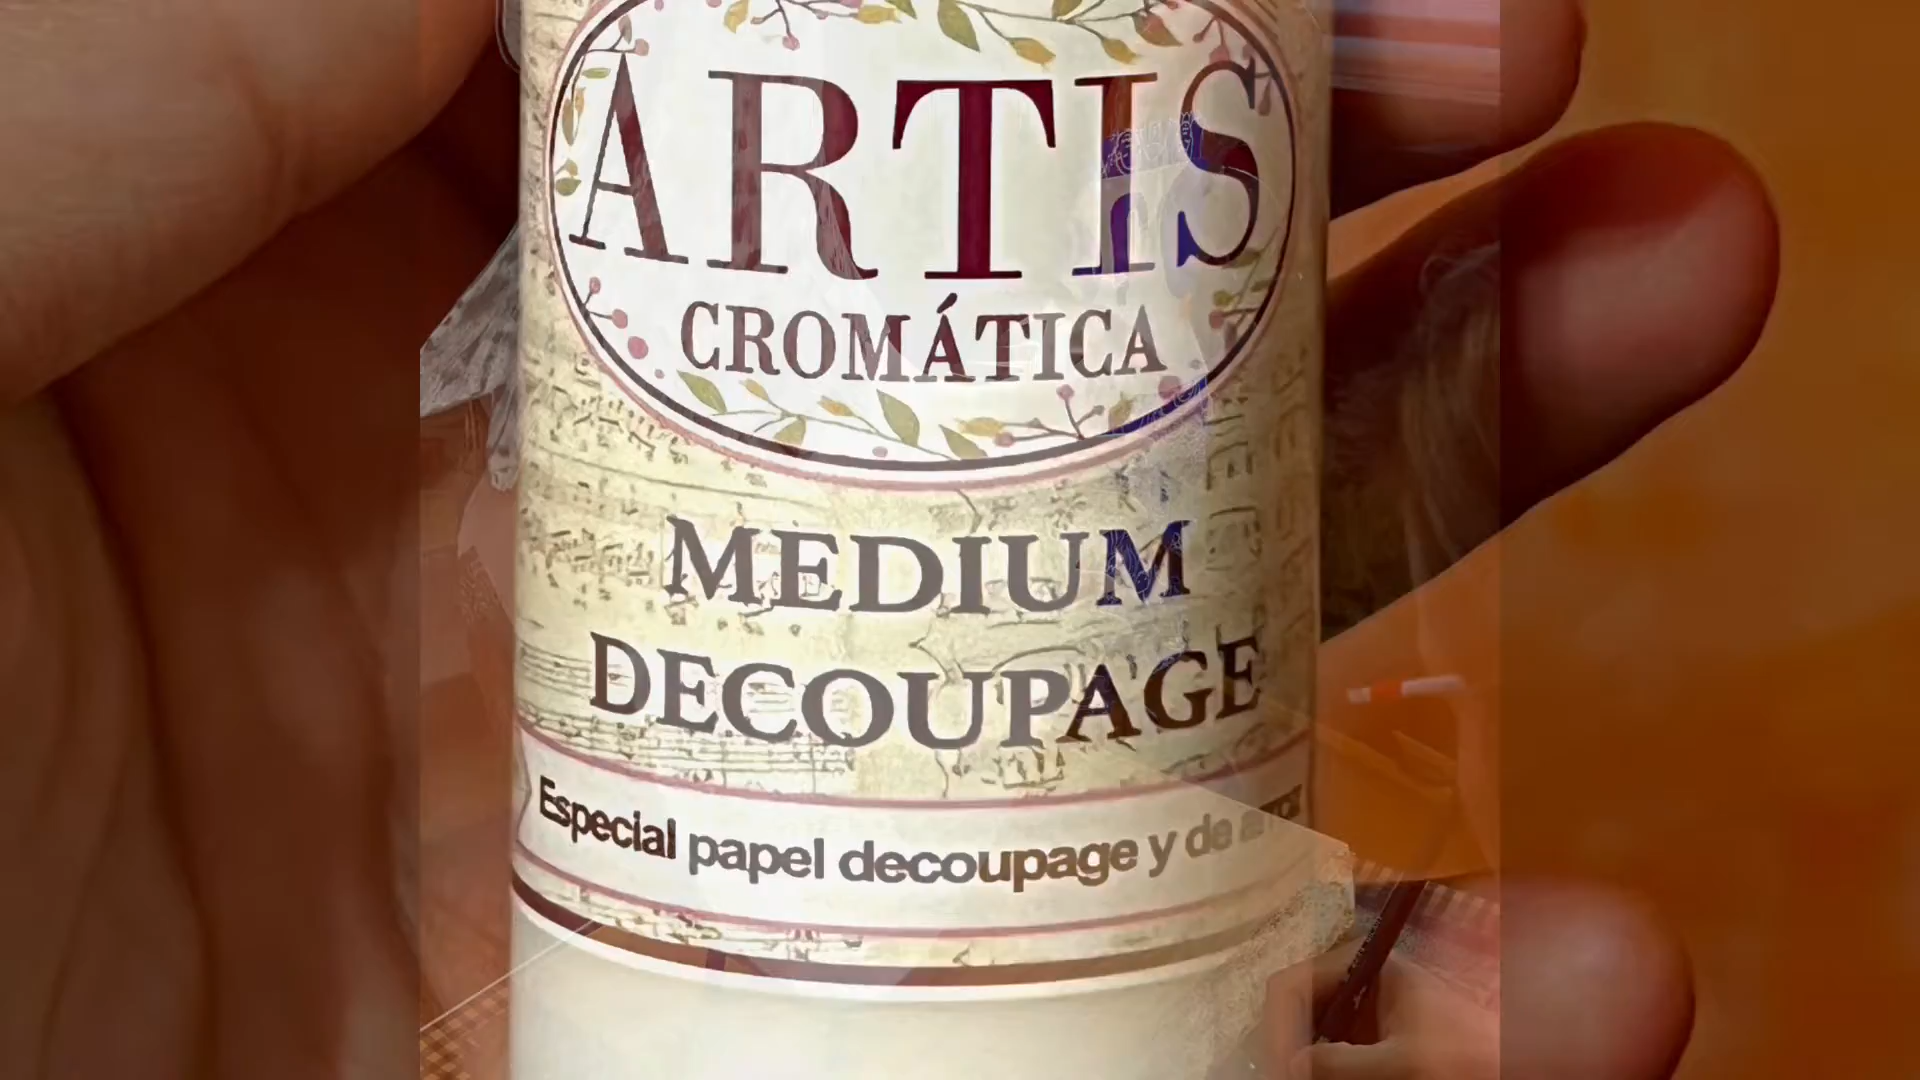 ARTIS
CROMÁTICA
MEDIUM
DECOUPAGE
Especial papel decoupage y de